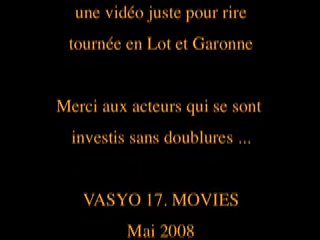 une vidéo juste pour rire
tournée en Lot et Garonne
Merci aux acteurs qui se sont
investis sans doublures ...
VASYO 17. MOVIES
Mai 2008